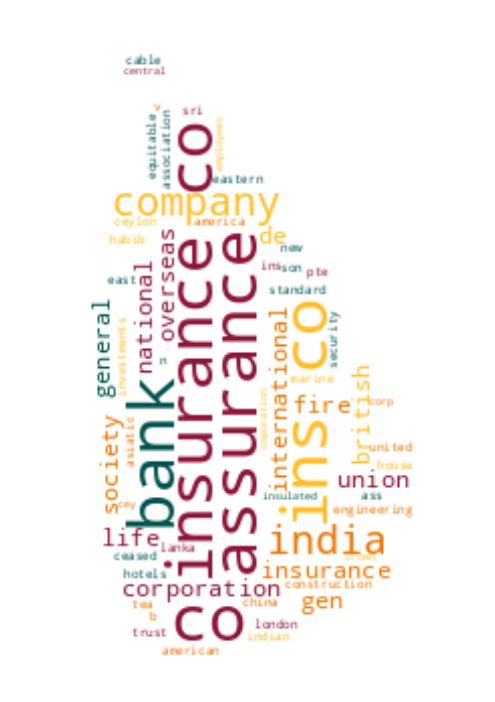 cable
central
sri
co
equitable
association
employees
eastern
company
ceylon
america
habib
de
new
overseas
national
insurance
assurance
ins
son
pte
east
standard
general
investments
n
ins co
security
international
marine
bank
fire
corp
british
society
asiatic
coporation
united
house
union
cey
insulated
ass
engineering
life
lanka
india
ceased
hotels
insurance
corporation
construction
tea
b
china
gen
co
trust
london
indian
american